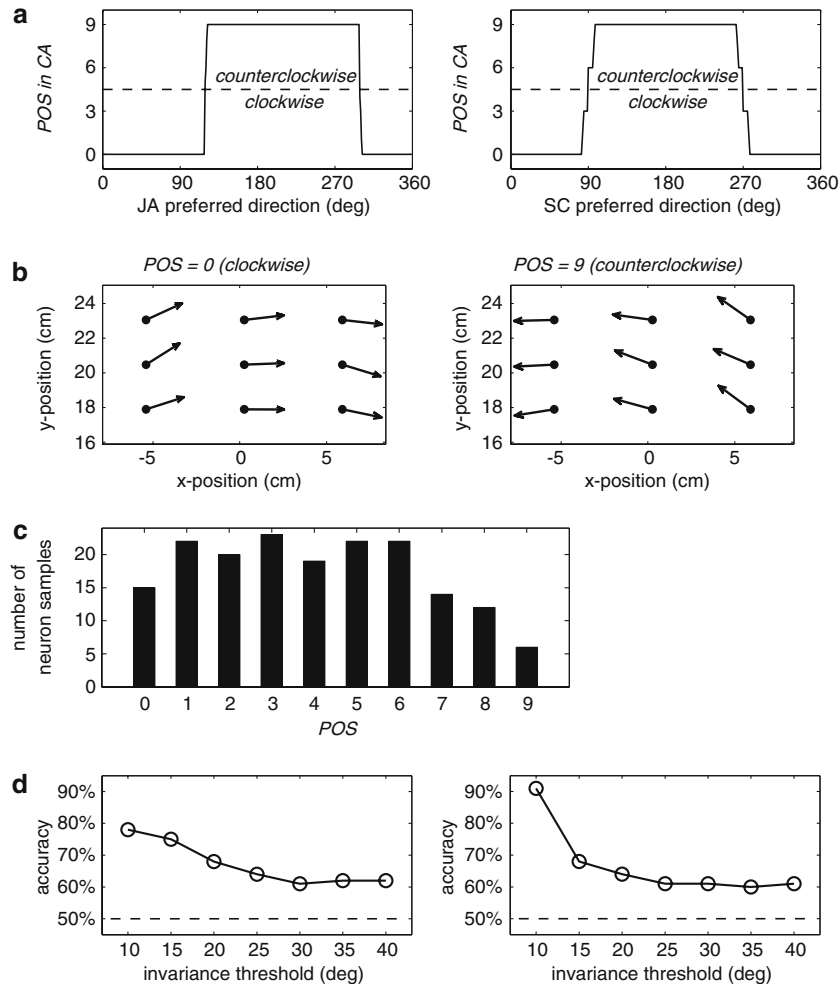 a
POS in CA
9
6
3
0
counterclockwise
clockwise
0 90 180 270 360
JA preferred direction (deg)
POS in CA
9
6
3
0
counterclockwise
clockwise
0 90 180 270 360
SC preferred direction (deg)
b
POS = 0 (clockwise)
y-position (cm)
24
22
20
18
16
-5 0 5
x-position (cm)
POS = 9 (counterclockwise)
y-position (cm)
24
22
20
18
16
-5 0 5
x-position (cm)
c
number of
neuron samples
20
15
10
5
0
0 1 2 3 4 5 6 7 8 9
POS
d
accuracy
90%
80%
70%
60%
50%
10 15 20 25 30 35 40
invariance threshold (deg)
accuracy
90%
80%
70%
60%
50%
10 15 20 25 30 35 40
invariance threshold (deg)